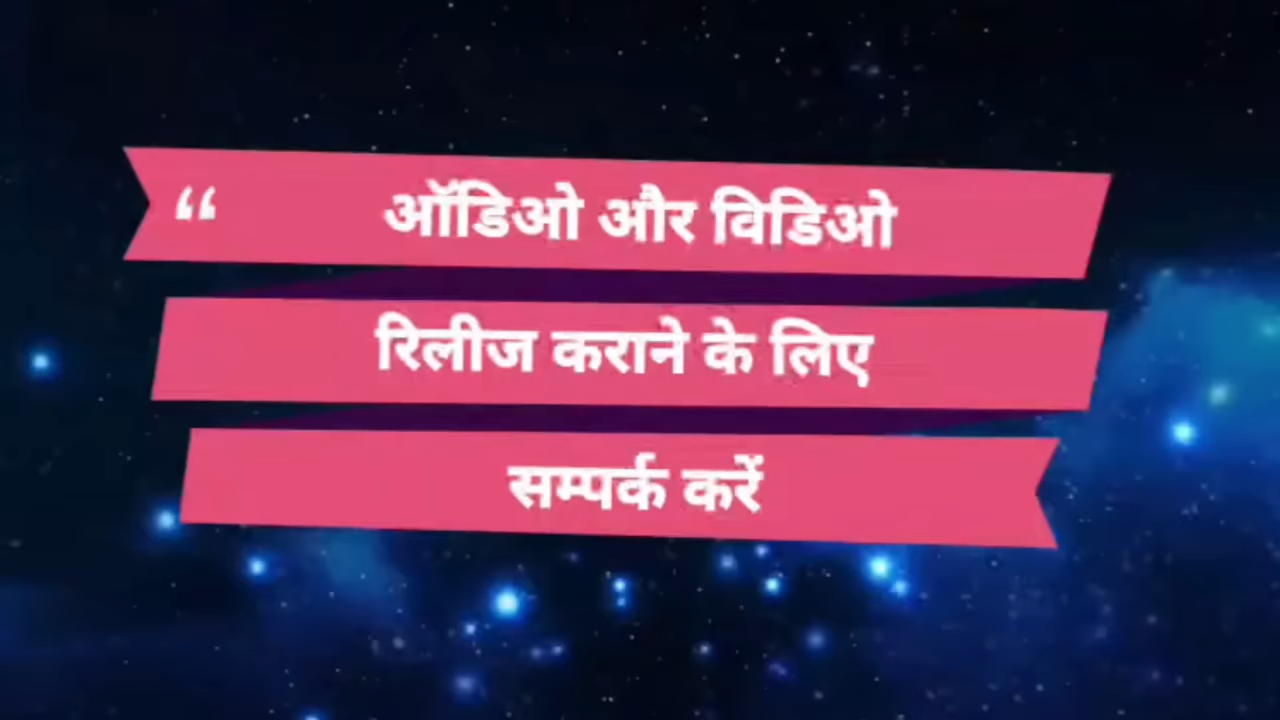 “ ऑडिओ और विडिओ
रिलीज कराने के लिए
सम्पर्क करें